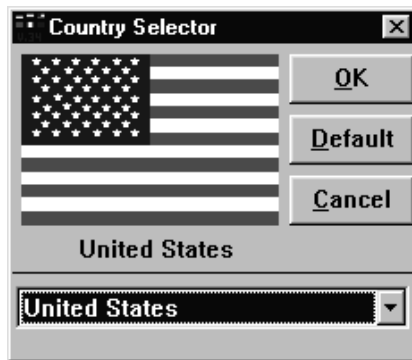 Country Selector
OK
Default
Cancel
United States
United States